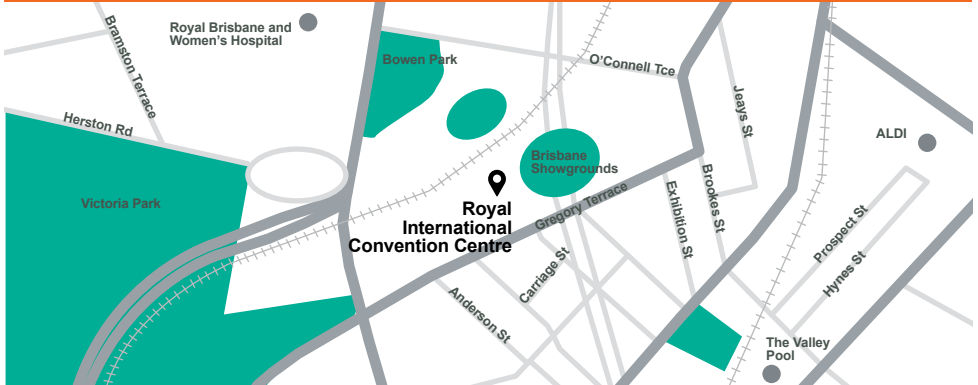 Royal Brisbane and
Women's Hospital
Bramston Terrace
Bowen Park
O'Connell Tce
Jeays St
Herston Rd
ALDI
Brisbane
Showgrounds
Victoria Park
Royal
International
Convention Centre
Gregory Terrace
Exhibition St
Brookes St
Prospect St
Hynes St
Carriage St
Anderson St
The Valley
Pool